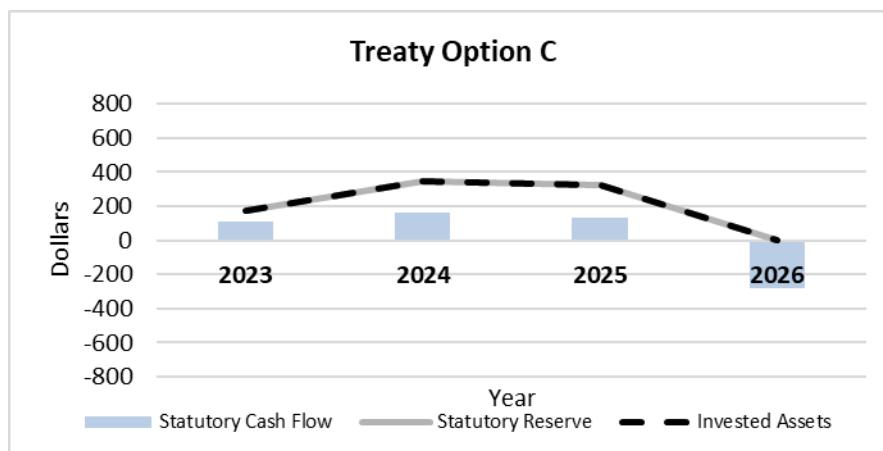 Treaty Option C
800
600
400
200
0
-200
-400
-600
-800
Dollars
2023 2024 2025 2026
Year
Statutory Cash Flow Statutory Reserve Invested Assets